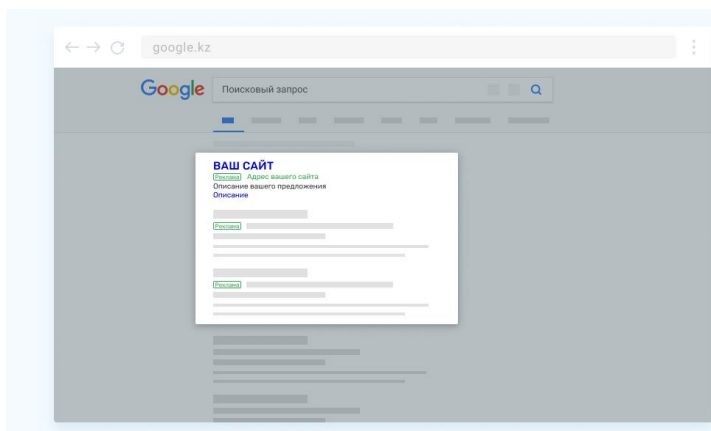 google.kz
Google
Поисковый запрос
ВАШ САЙТ
Реклама Адрес вашего сайта
Описание вашего предложения
Описание
Реклама
Реклама